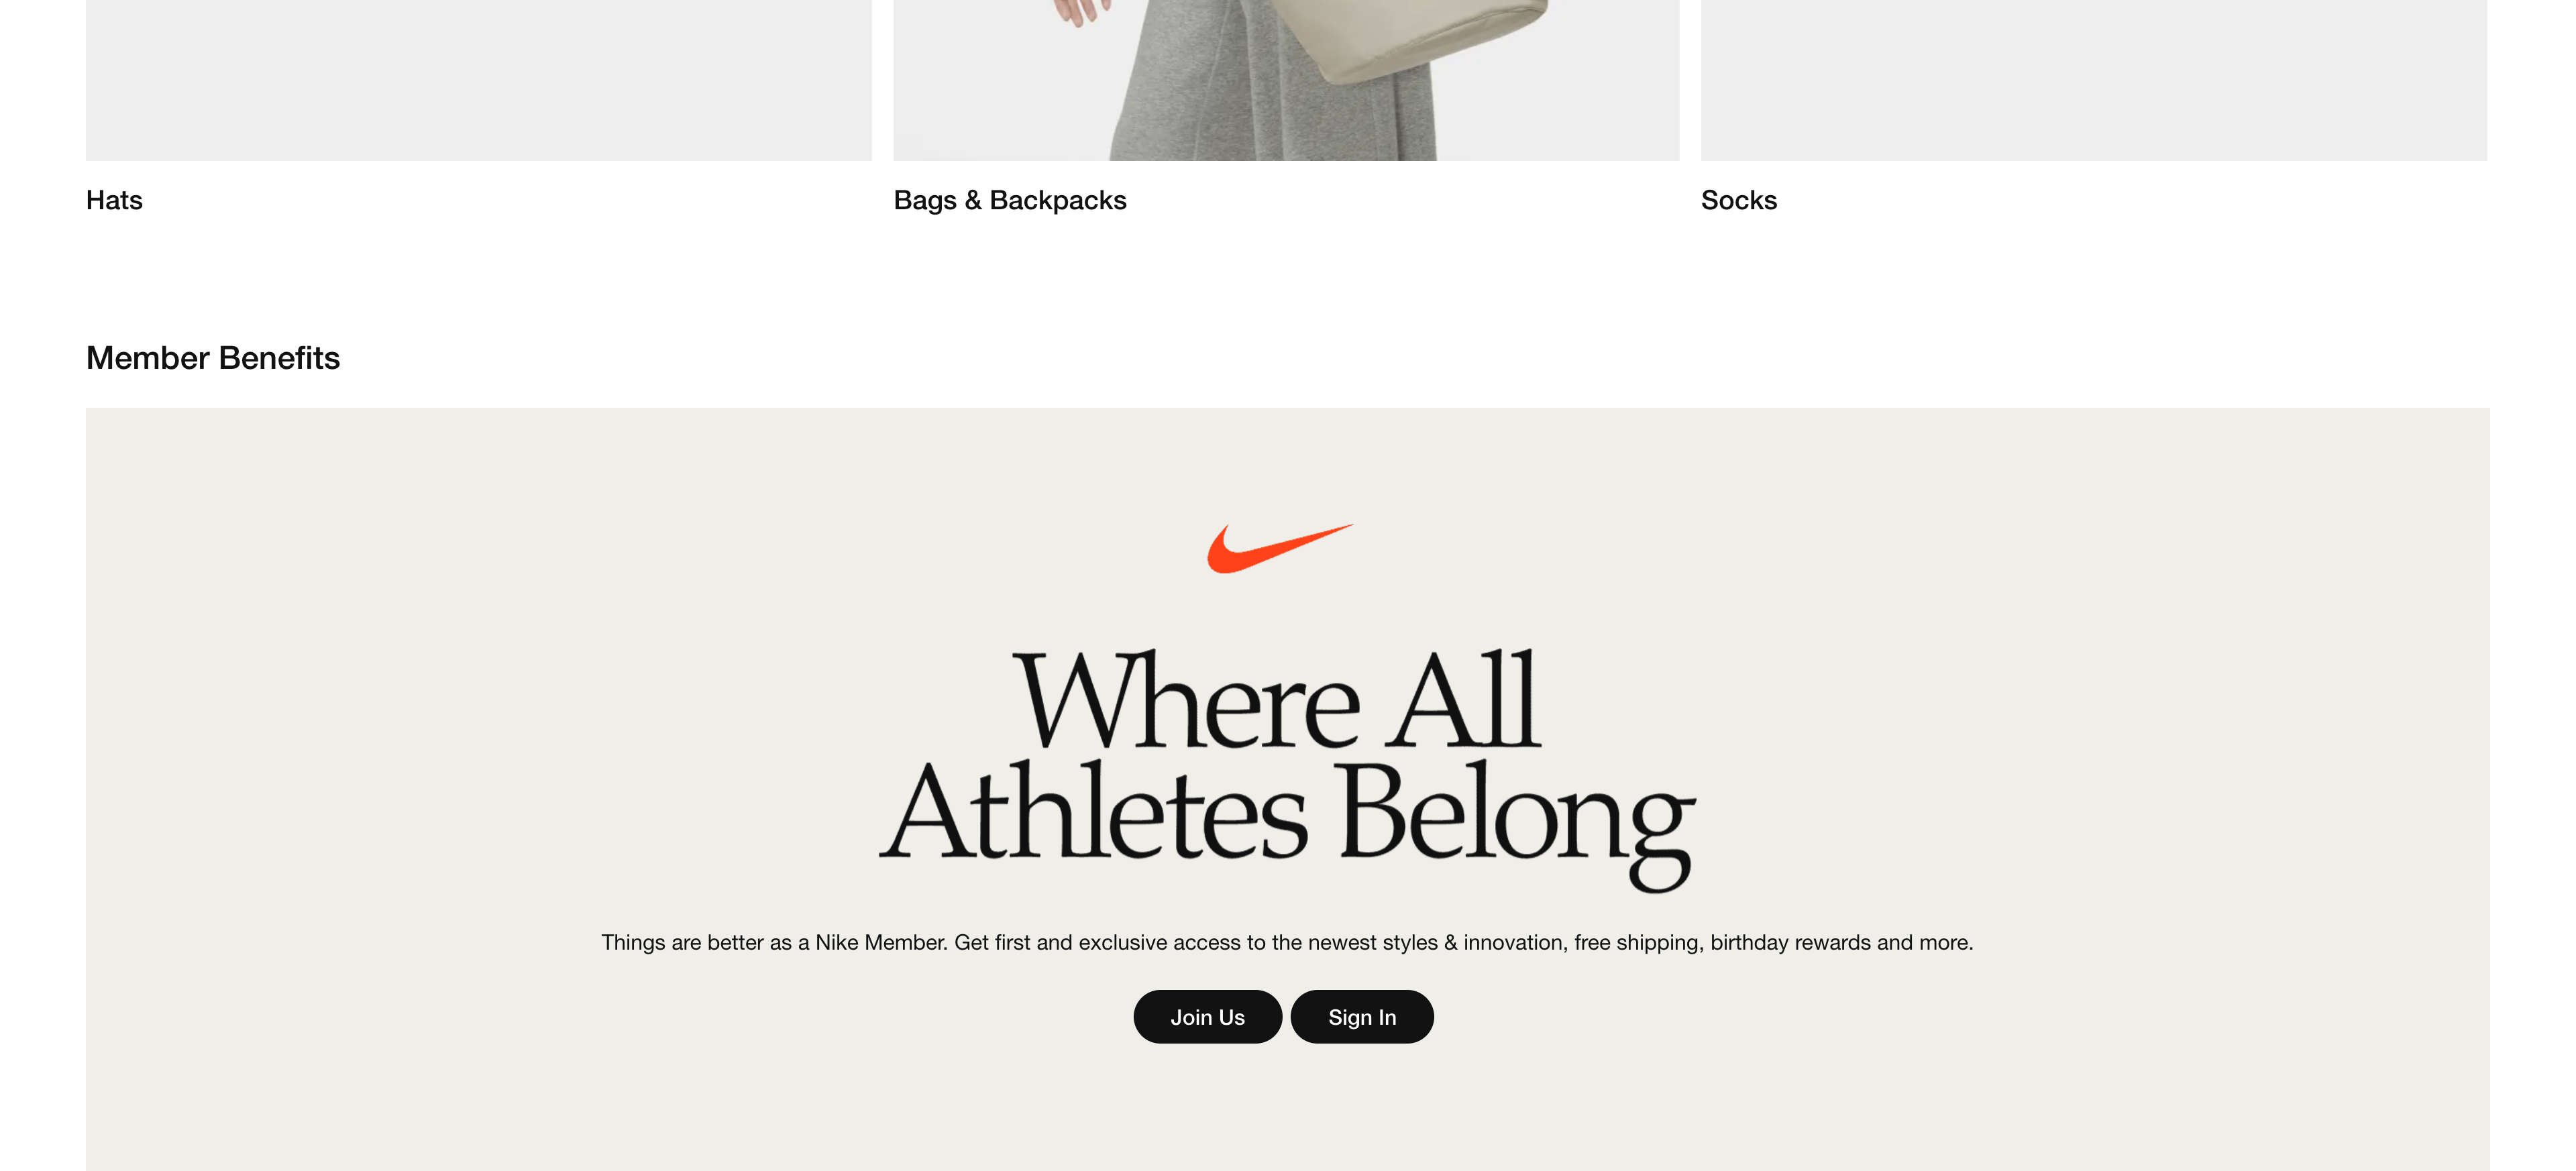 Hats
Bags & Backpacks
Socks
Member Benefits
Where All
Athletes Belong
Things are better as a Nike Member. Get first and exclusive access to the newest styles & innovation, free shipping, birthday rewards and more.
Join Us
Sign In